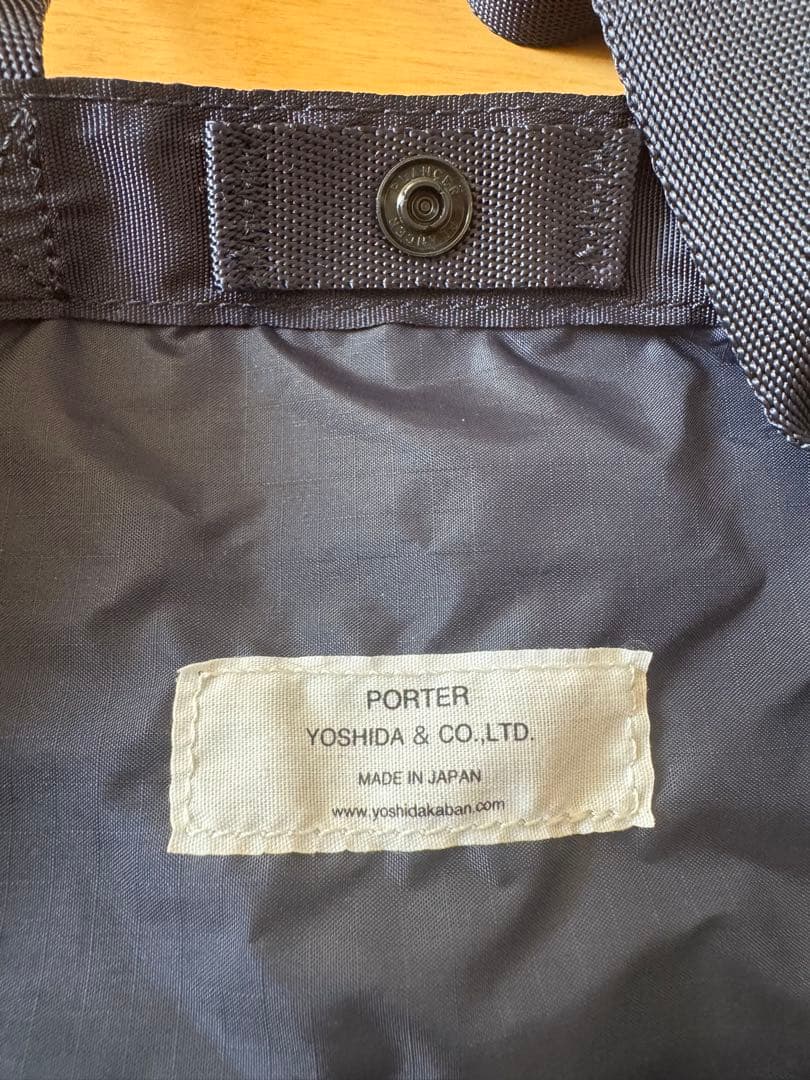 PORTER
YOSHIDA & CO.,LTD.
MADE IN JAPAN
www.yoshidakaban.com